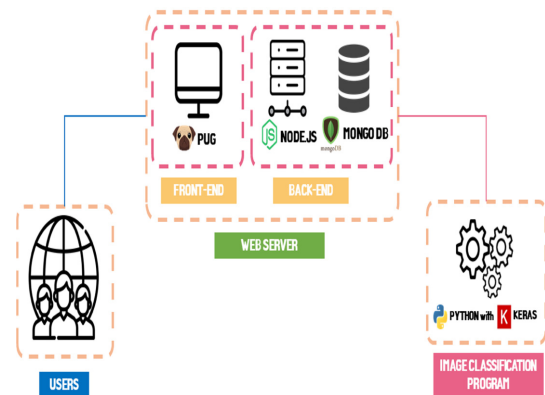 PUG
NODE.JS
mongoDB
MONGO DB
FRONT-END
BACK-END
WEB SERVER
PYTHON with K KERAS
USERS
IMAGE CLASSIFICATION
PROGRAM